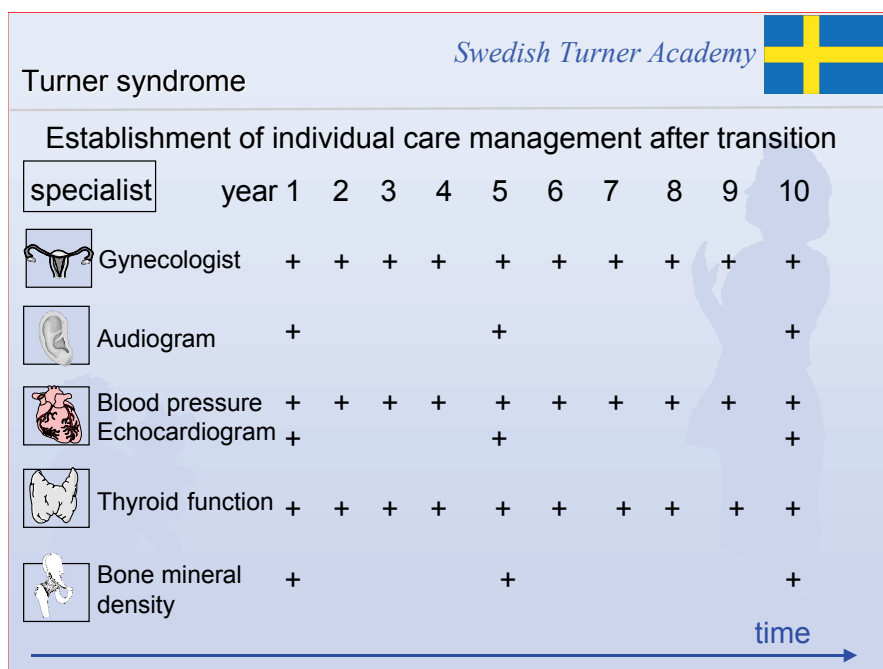 Swedish Turner Academy
Turner syndrome
Establishment of individual care management after transition
specialist year 1 2 3 4 5 6 7 8 9 10
Gynecologist + + + + + + + + + +
Audiogram + + +
Blood pressure + + + + + + + + + +
Echocardiogram + + +
Thyroid function + + + + + + + + + +
Bone mineral + + +
density
time